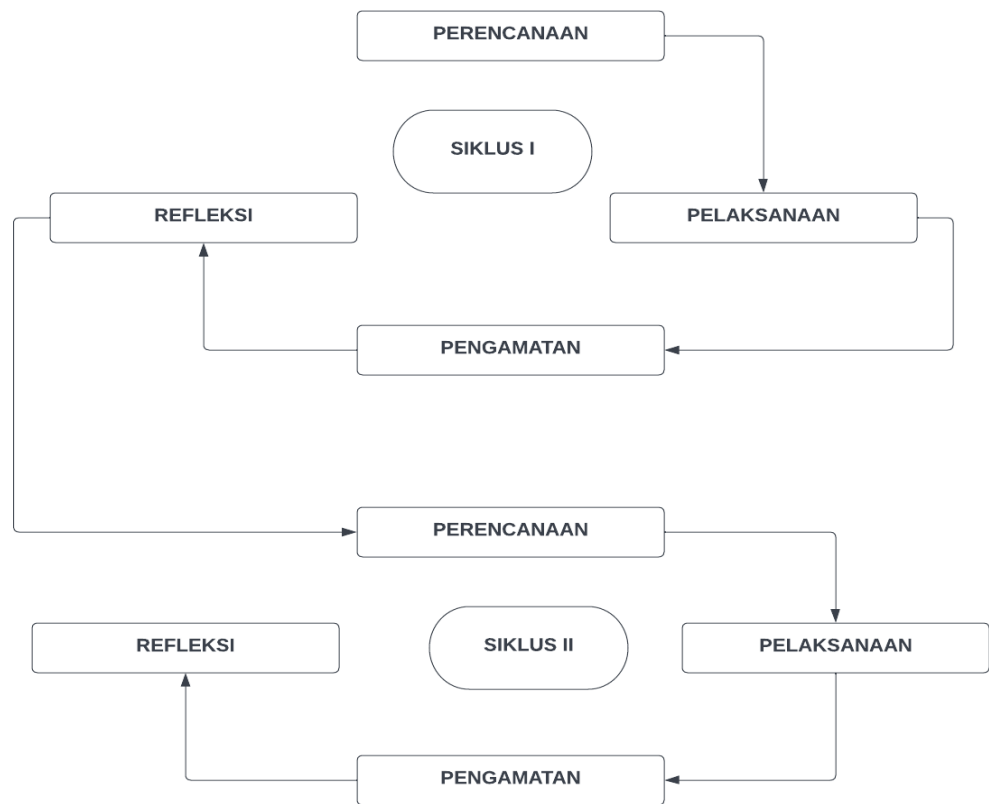 PERENCANAAN
SIKLUS I
REFLEKSI
PELAKSANAAN
PENGAMATAN
PERENCANAAN
REFLEKSI
SIKLUS II
PELAKSANAAN
PENGAMATAN